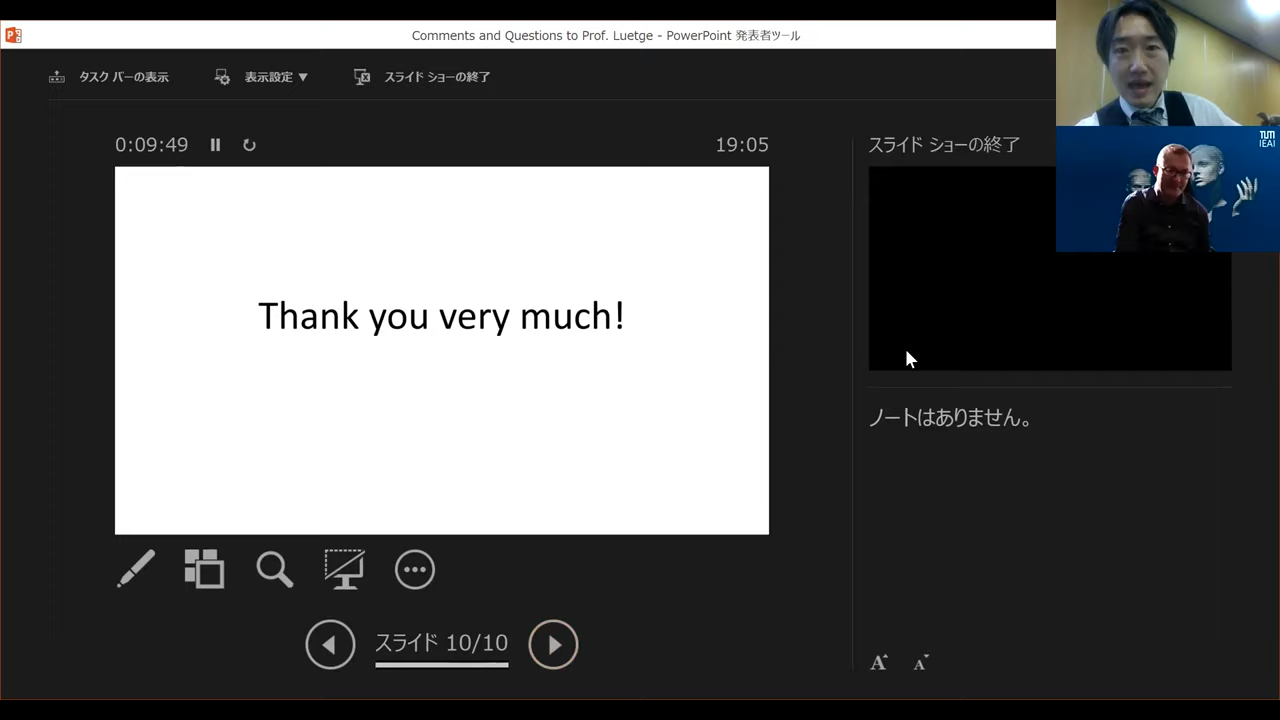 Comments and Questions to Prof. Luetge - PowerPoint 発表者ツール
タスク バーの表示
表示設定 ▼
スライド ショーの終了
TUM
IEAI
0:09:49
19:05
スライド ショーの終了
Thank you very much!
ノートはありません。
スライド 10/10
A
A